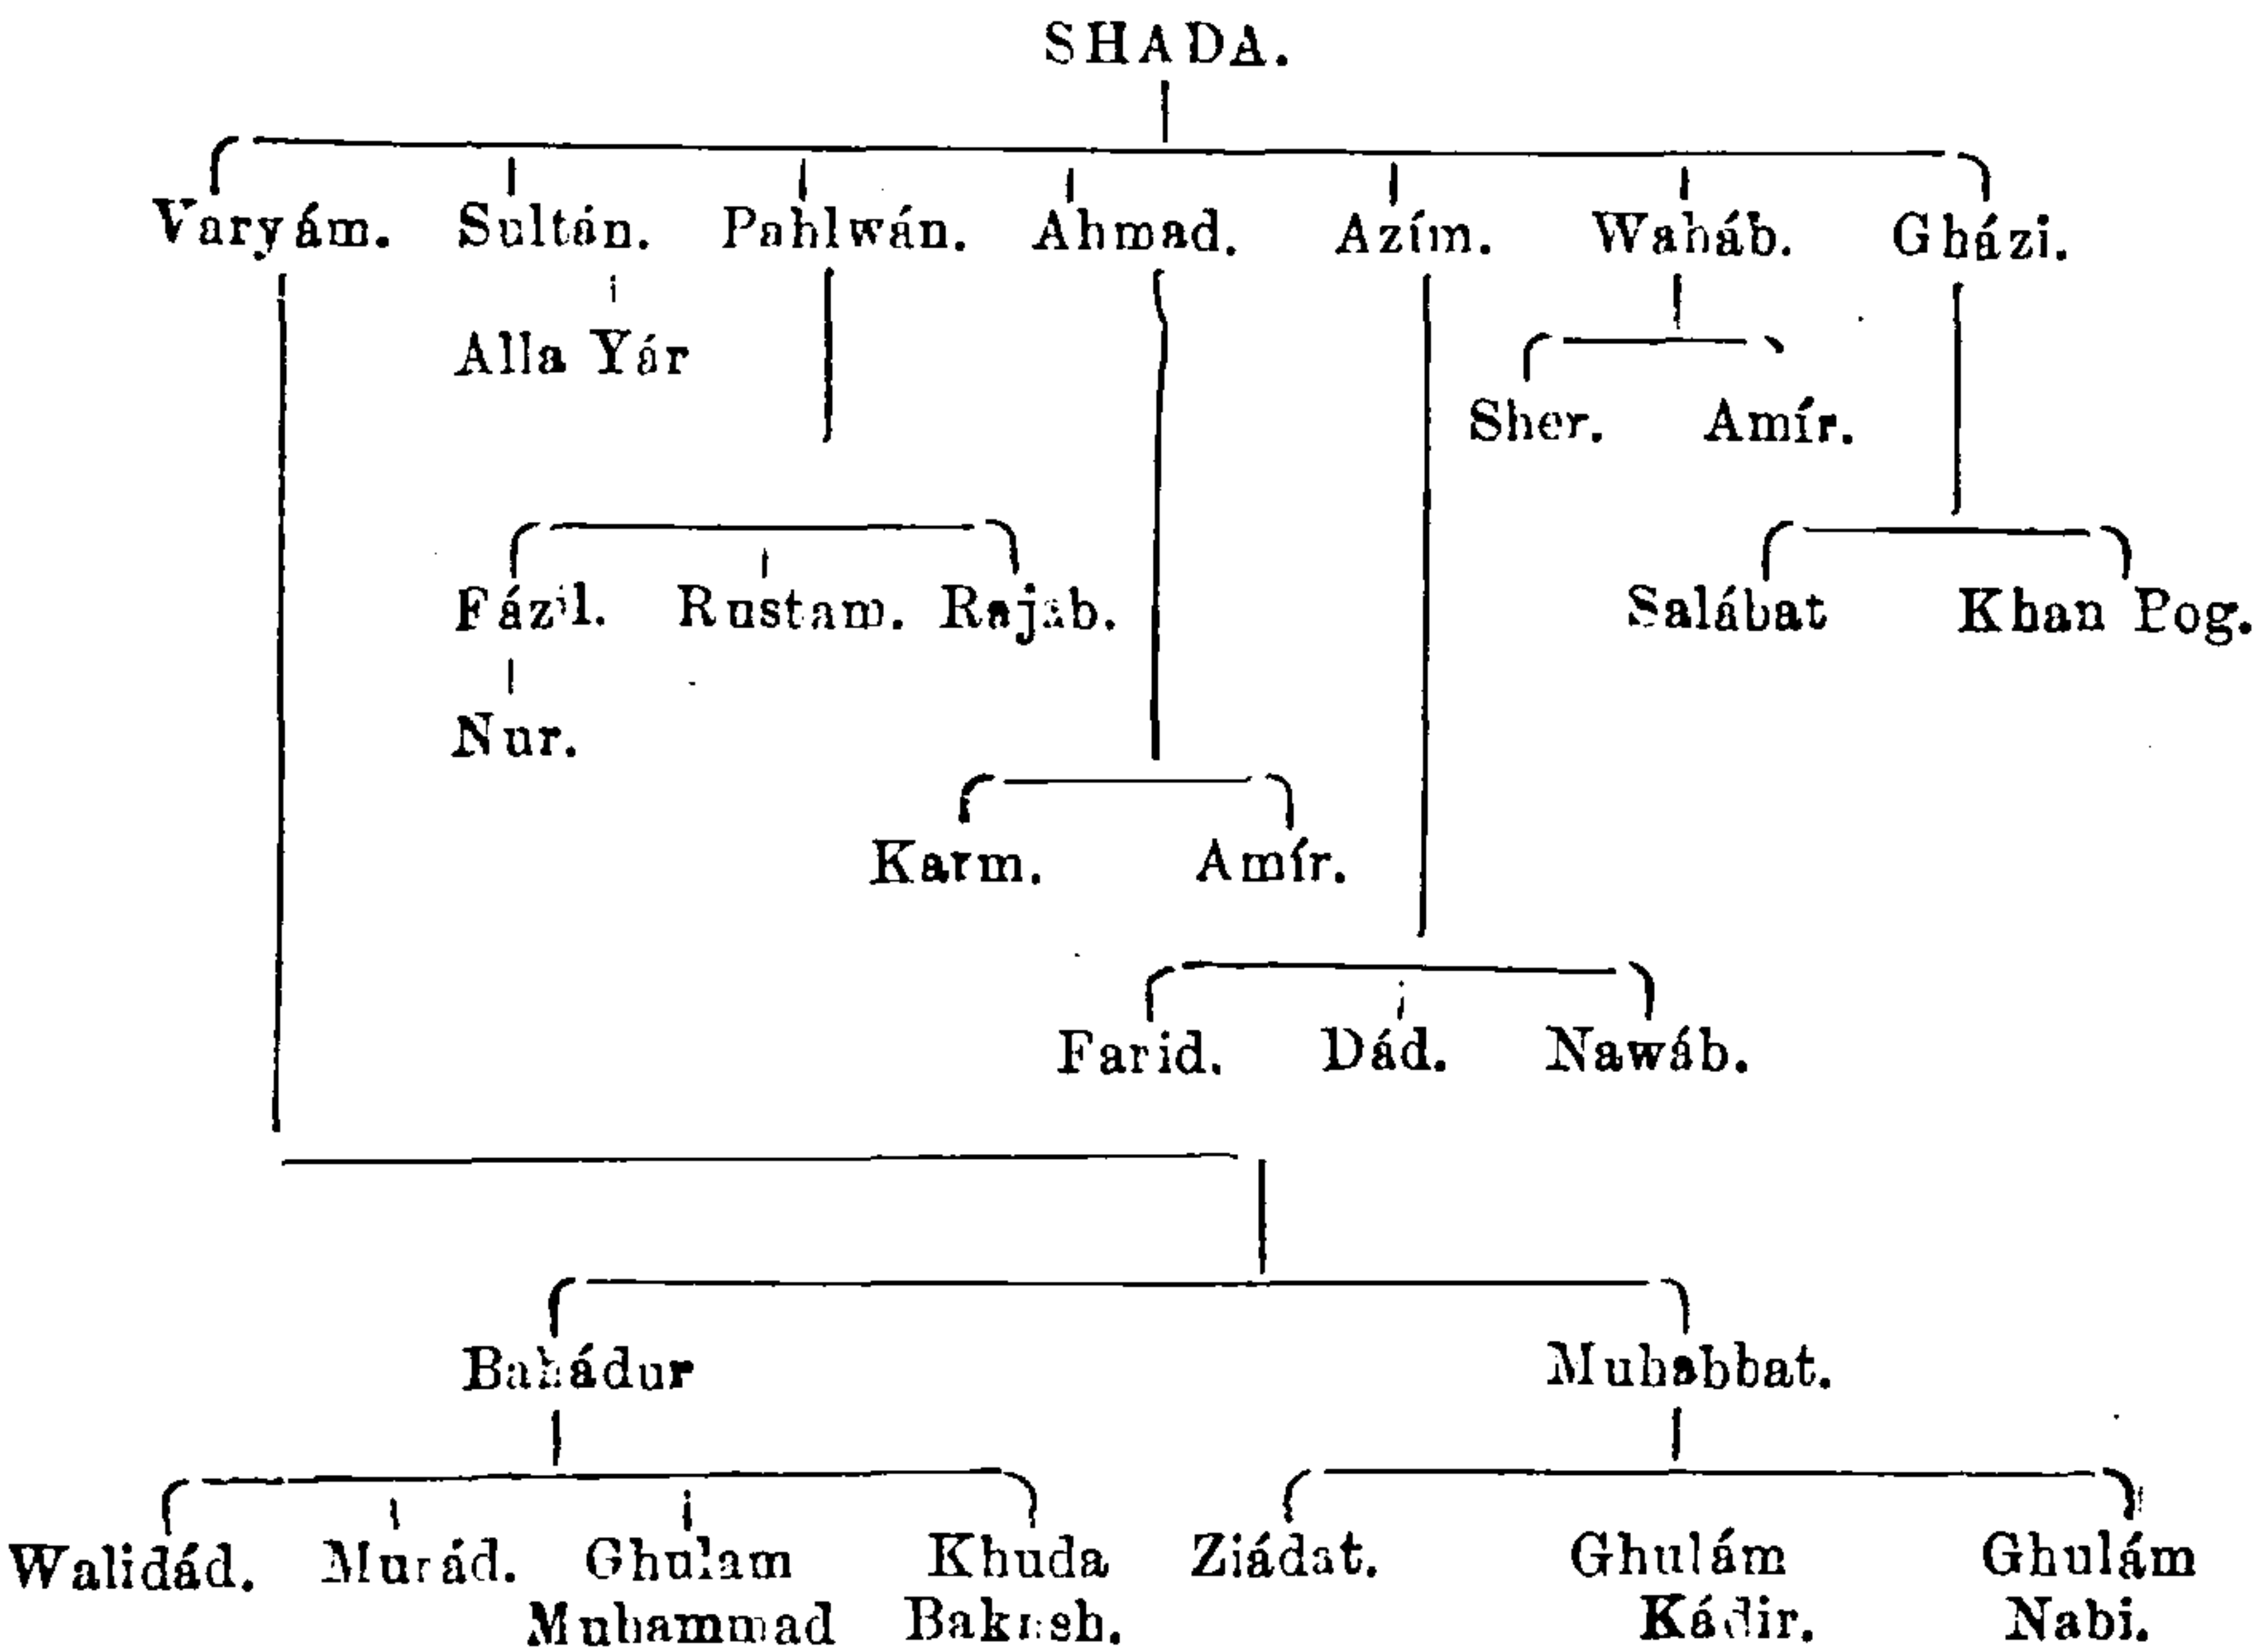 SHADA.
Varyám. Sultán. Pahlwán. Ahmad. Azím. Waháb. Gházi.
Alla Yár
Sher. Amír.
Fázil. Rustam. Rajab. Salábat Khan Pog.
Nur.
Karm. Amír.
Farid. Dád. Nawáb.
Bahádur Muhabbat.
Walidád. Murád. Ghulam Khuda Ziádat. Ghulám Ghulám
Muhammad Bakhsh. Kádir. Nabi.